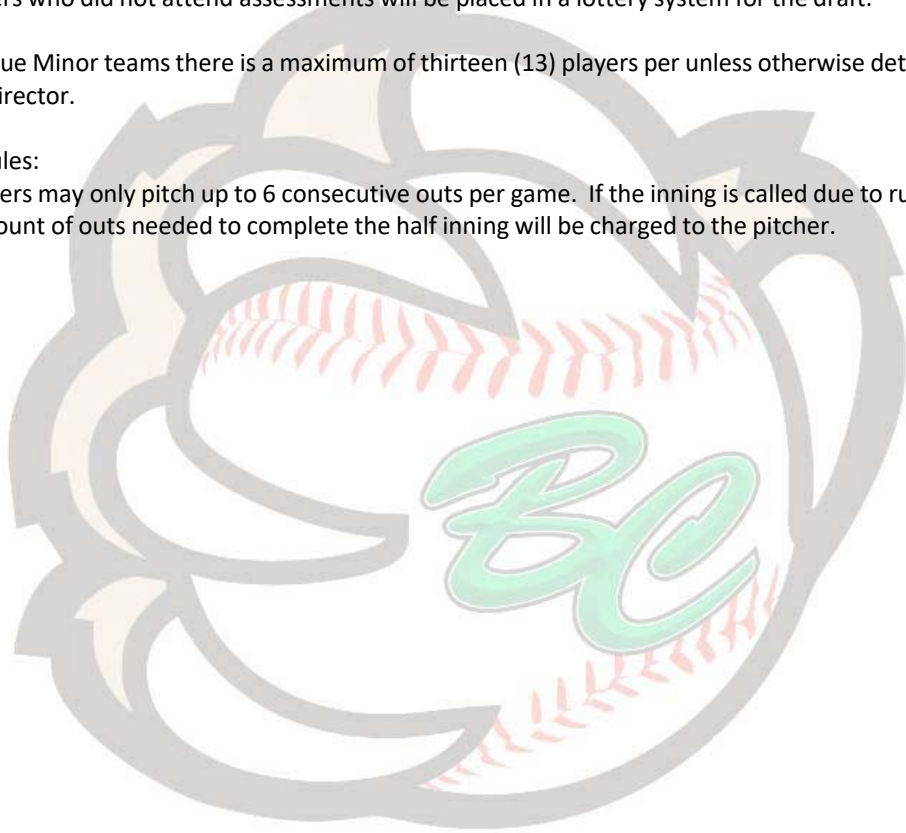 ers who did not attend assessments will be placed in a lottery system for the draft.
ue Minor teams there is a maximum of thirteen (13) players per unless otherwise det
irector.
ules:
ers may only pitch up to 6 consecutive outs per game.  If the inning is called due to ru
ount of outs needed to complete the half inning will be charged to the pitcher.
BC